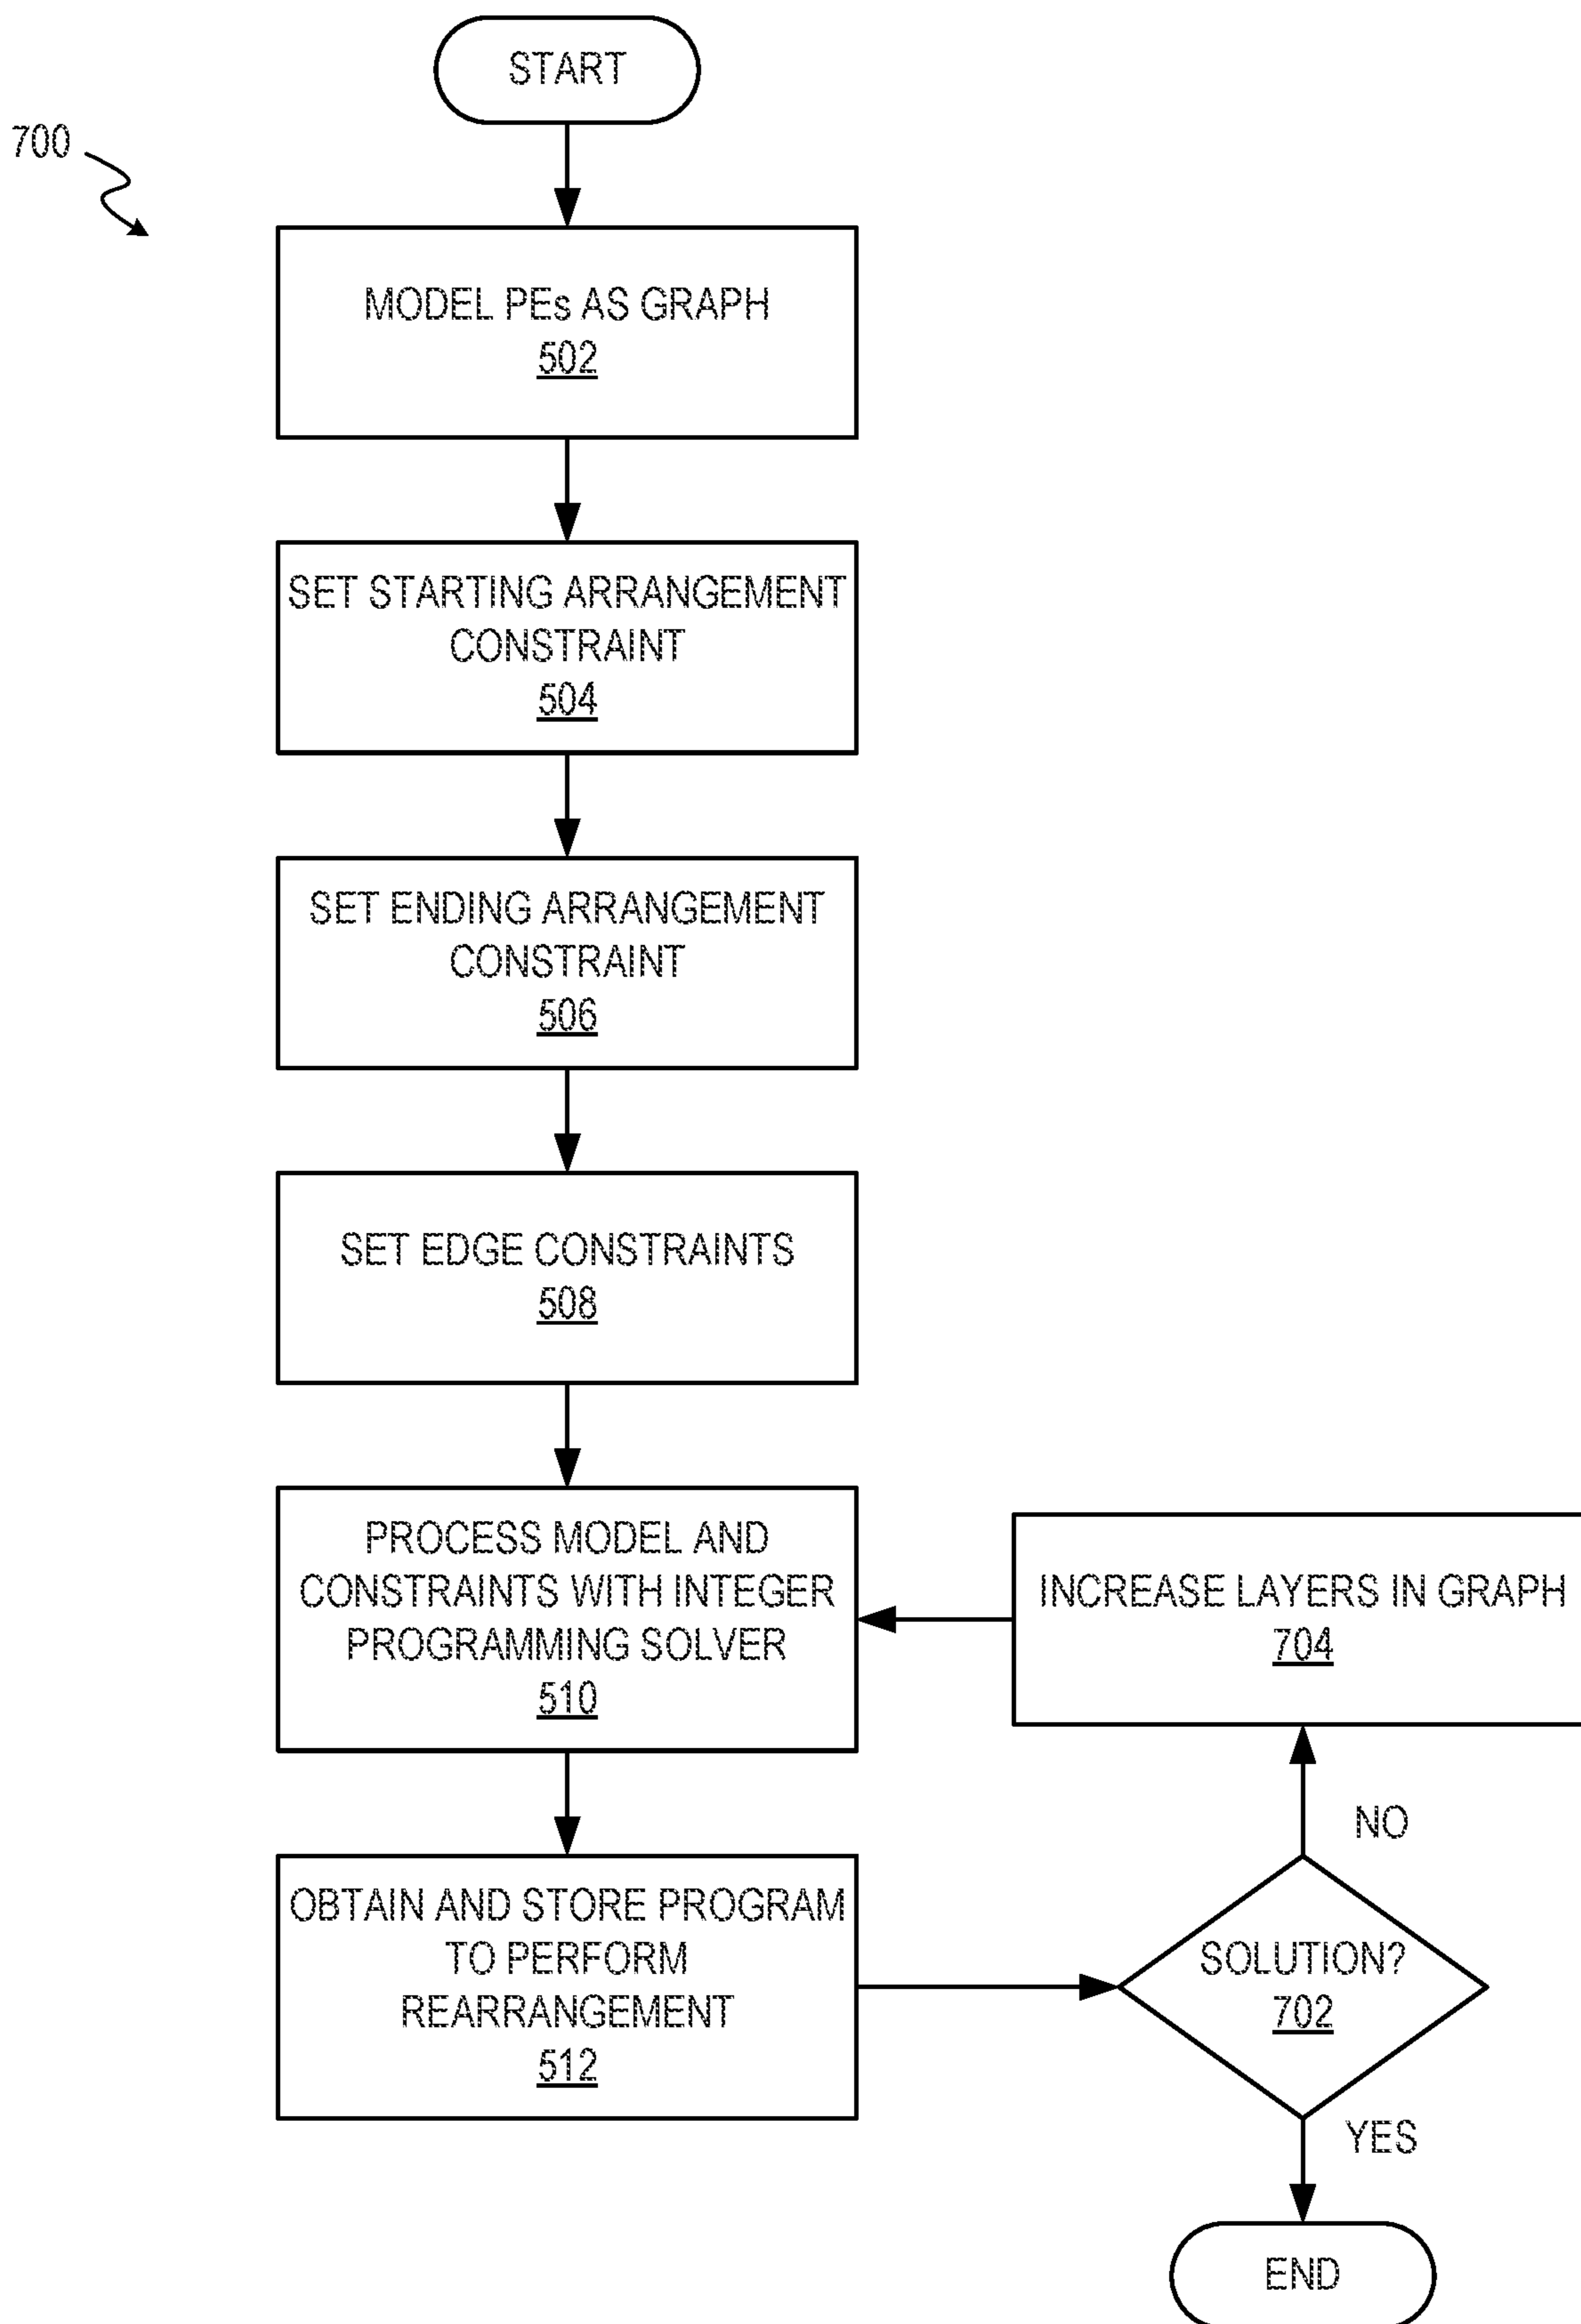 START
700
MODEL PEs AS GRAPH
502
SET STARTING ARRANGEMENT
CONSTRAINT
504
SET ENDING ARRANGEMENT
CONSTRAINT
506
SET EDGE CONSTRAINTS
508
PROCESS MODEL AND
CONSTRAINTS WITH INTEGER
PROGRAMMING SOLVER
510
INCREASE LAYERS IN GRAPH
704
NO
OBTAIN AND STORE PROGRAM
TO PERFORM
REARRANGEMENT
512
SOLUTION?
702
YES
END